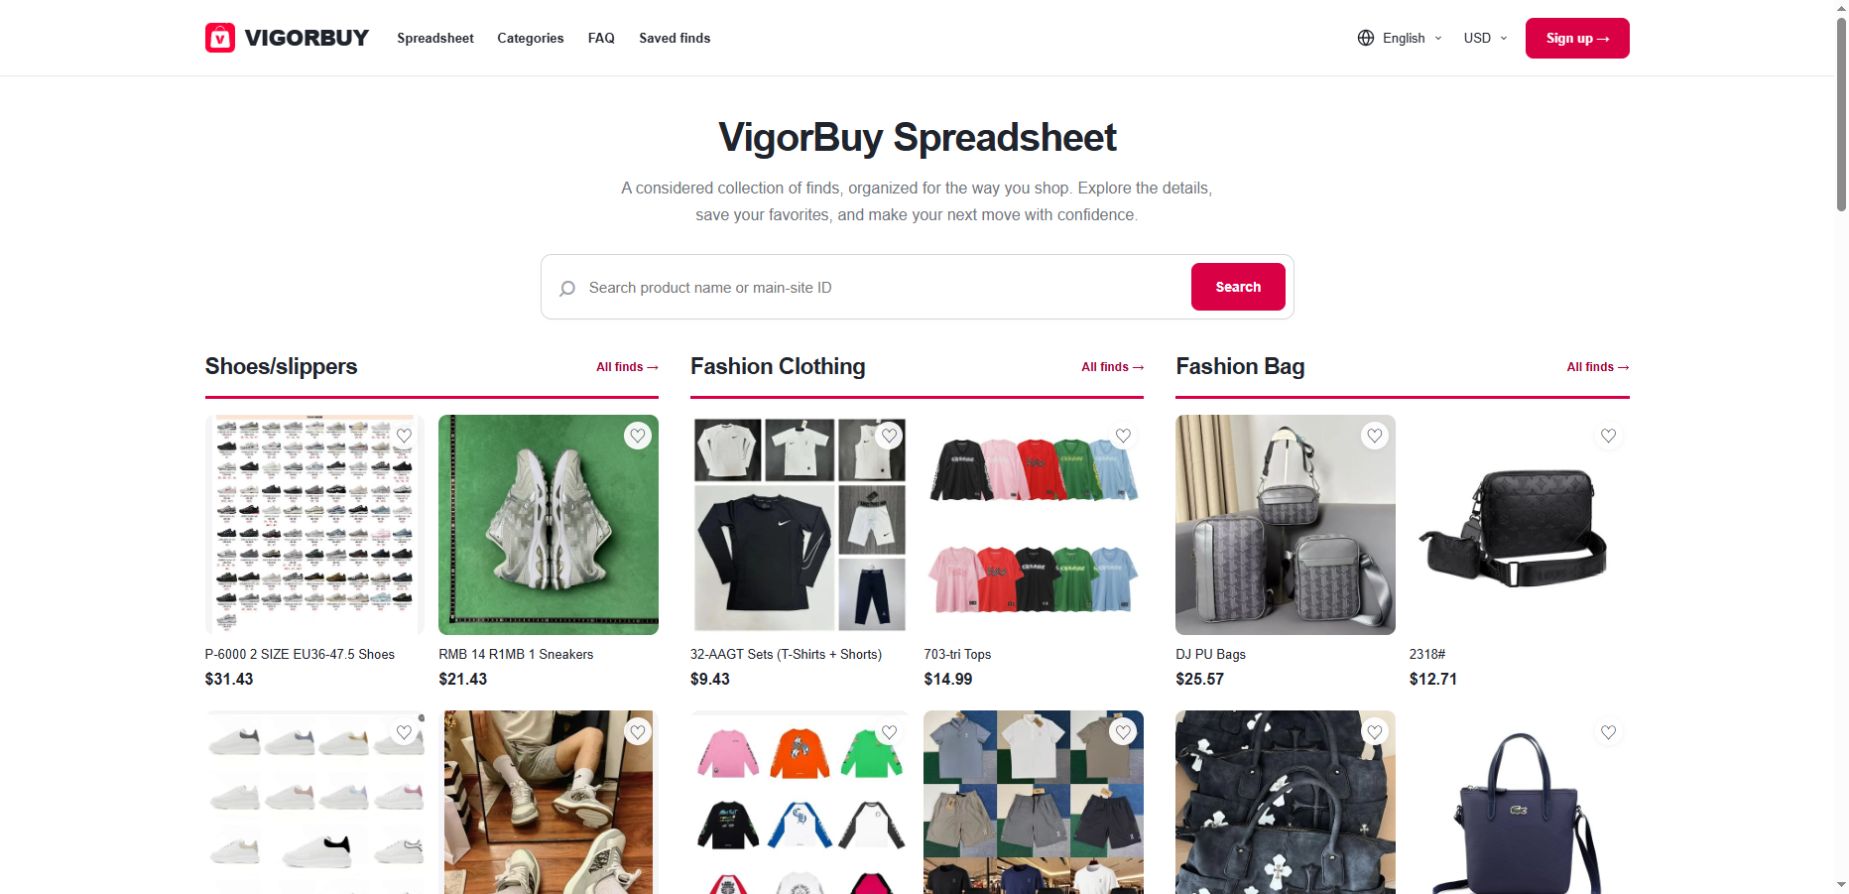 VIGORBUY
Spreadsheet
Categories
FAQ
Saved finds
English
USD
Sign up →
VigorBuy Spreadsheet
A considered collection of finds, organized for the way you shop. Explore the details,
save your favorites, and make your next move with confidence.
Search product name or main-site ID
Search
Shoes/slippers
All finds →
Fashion Clothing
All finds →
Fashion Bag
All finds →
P-6000 2 SIZE EU36-47.5 Shoes
$31.43
RMB 14 R1MB 1 Sneakers
$21.43
32-AAGT Sets (T-Shirts + Shorts)
$9.43
703-tri Tops
$14.99
DJ PU Bags
$25.57
2318#
$12.71